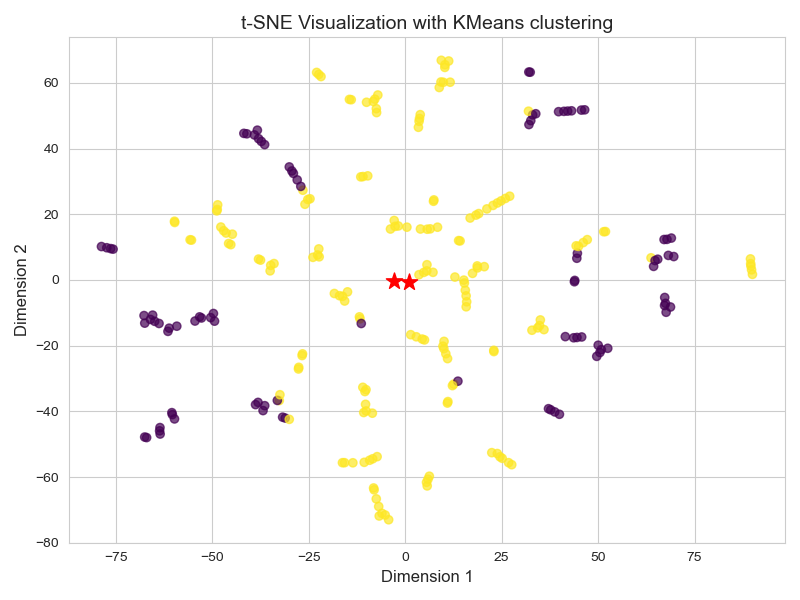 t-SNE Visualization with KMeans clustering
Dimension 2
60
40
20
0
−20
−40
−60
−80
−75 −50 −25 0 25 50 75
Dimension 1